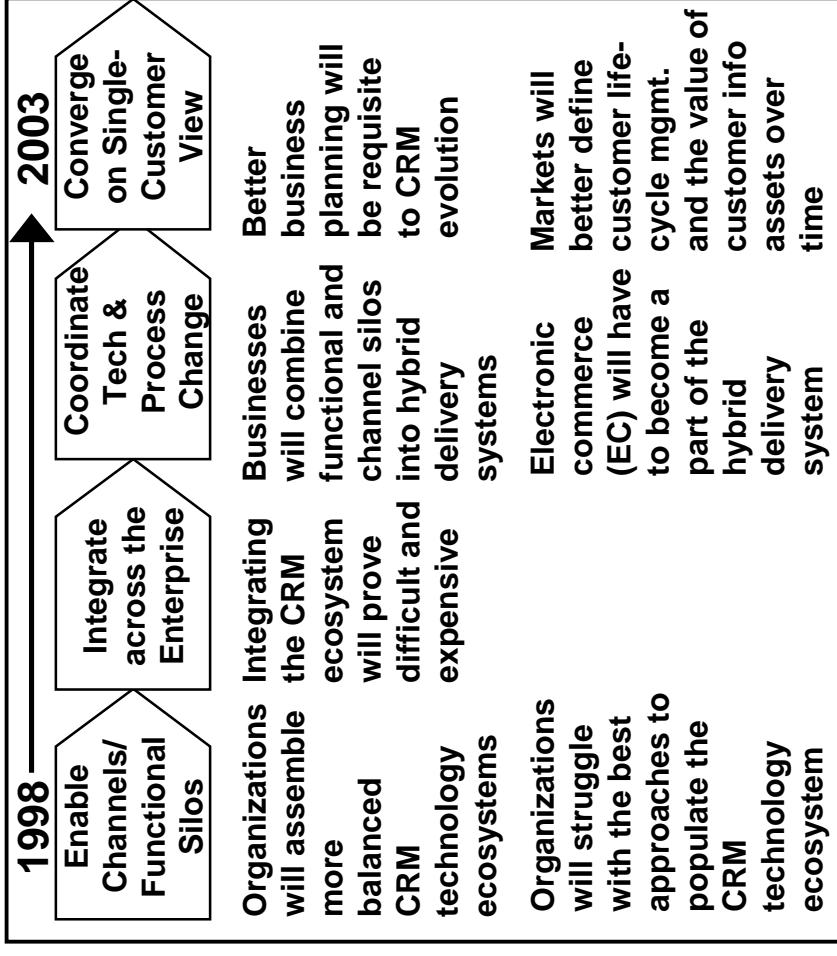 1998
2003
Enable
Channels/
Functional
Silos
Integrate
across the
Enterprise
Coordinate
Tech &
Process
Change
Converge
on Single-
Customer
View
Organizations
will assemble
more
balanced
CRM
technology
ecosystems
Integrating
the CRM
ecosystem
will prove
difficult and
expensive
Businesses
will combine
functional and
channel silos
into hybrid
delivery
systems
Better
business
planning will
be requisite
to CRM
evolution
Organizations
will struggle
with the best
approaches to
populate the
CRM
technology
ecosystem
Electronic
commerce
(EC) will have
to become a
part of the
hybrid
delivery
system
Markets will
better define
customer life-
cycle mgmt.
and the value of
customer info
assets over
time